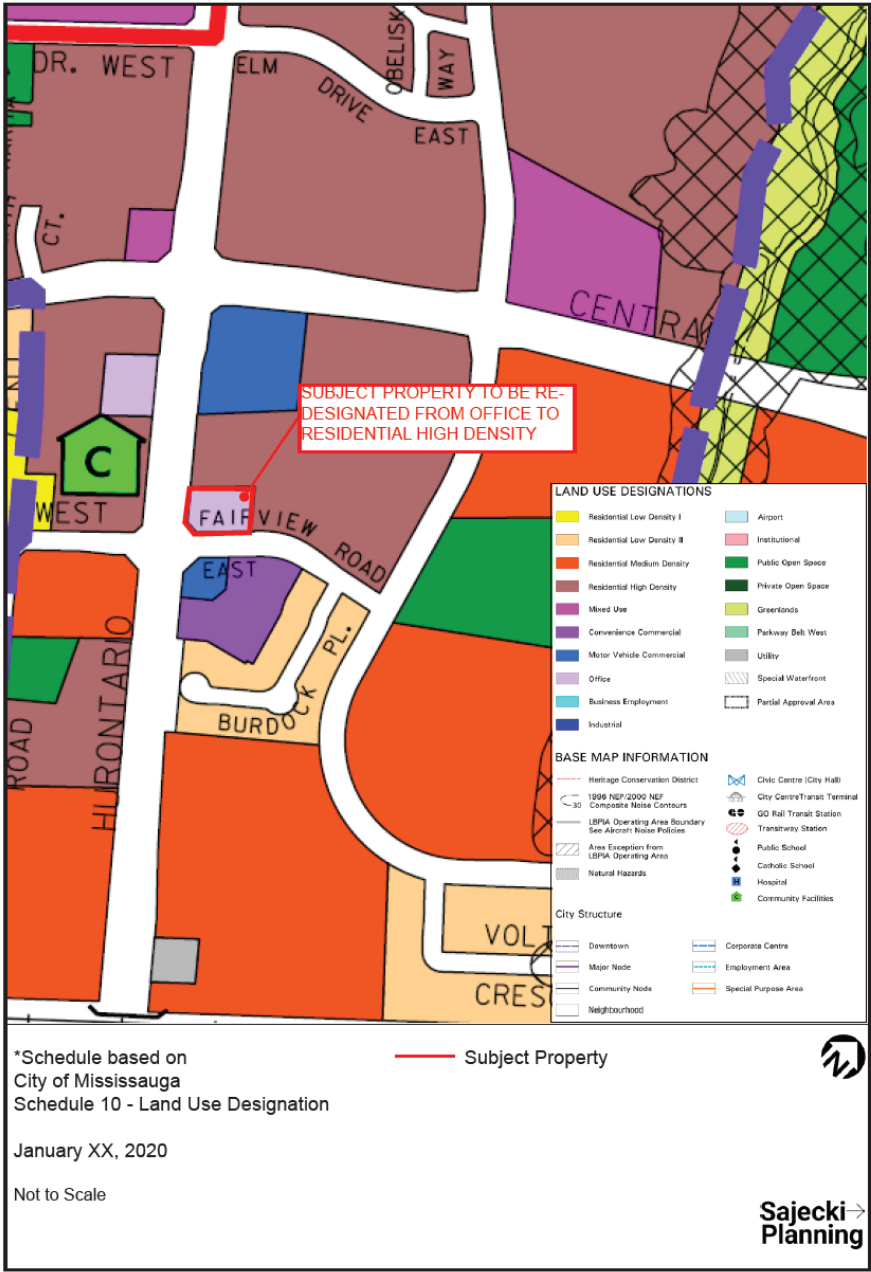 DR. WEST
ELM
DRIVE
EAST
OBELISK
WAY
CT.
CENTRA
SUBJECT PROPERTY TO BE RE-
DESIGNATED FROM OFFICE TO
RESIDENTIAL HIGH DENSITY
C
WEST
FAIRVIEW
ROAD
EAST
HURONTARIO
ROAD
BURDOCK PL.
VOLT
CRES
LAND USE DESIGNATIONS
Residential Low Density I
Residential Low Density II
Residential Medium Density
Residential High Density
Mixed Use
Convenience Commercial
Motor Vehicle Commercial
Office
Business Employment
Industrial
Airport
Institutional
Public Open Space
Private Open Space
Greenlands
Parkway Belt West
Utility
Special Waterfront
Partial Approval Area
BASE MAP INFORMATION
Heritage Conservation District
1996 NEP/2000 NEF
Composite Noise Contours
30
LBPIA Operating Area Boundary
See Aircraft Noise Policies
Area Exception from
LBPIA Operating Area
Natural Hazards
Civic Centre (City Hall)
City CentreTransit Terminal
GO Rail Transit Station
Transitway Station
Public School
Catholic School
H Hospital
C Community Facilities
City Structure
Downtown
Major Node
Community Node
Neighbourhood
Corporate Centre
Employment Area
Special Purpose Area
*Schedule based on
City of Mississauga
Schedule 10 - Land Use Designation
January XX, 2020
Not to Scale
Subject Property
N
Sajecki→
Planning